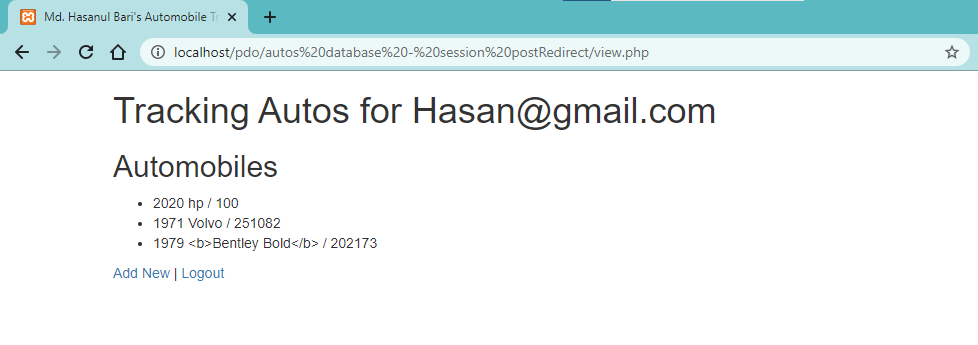 Md. Hasanul Bari's Automobile Tr
localhost/pdo/autos%20database%20-%20session%20postRedirect/view.php
Tracking Autos for Hasan@gmail.com
Automobiles
• 2020 hp / 100
• 1971 Volvo / 251082
• 1979 <b>Bentley Bold</b> / 202173
Add New | Logout